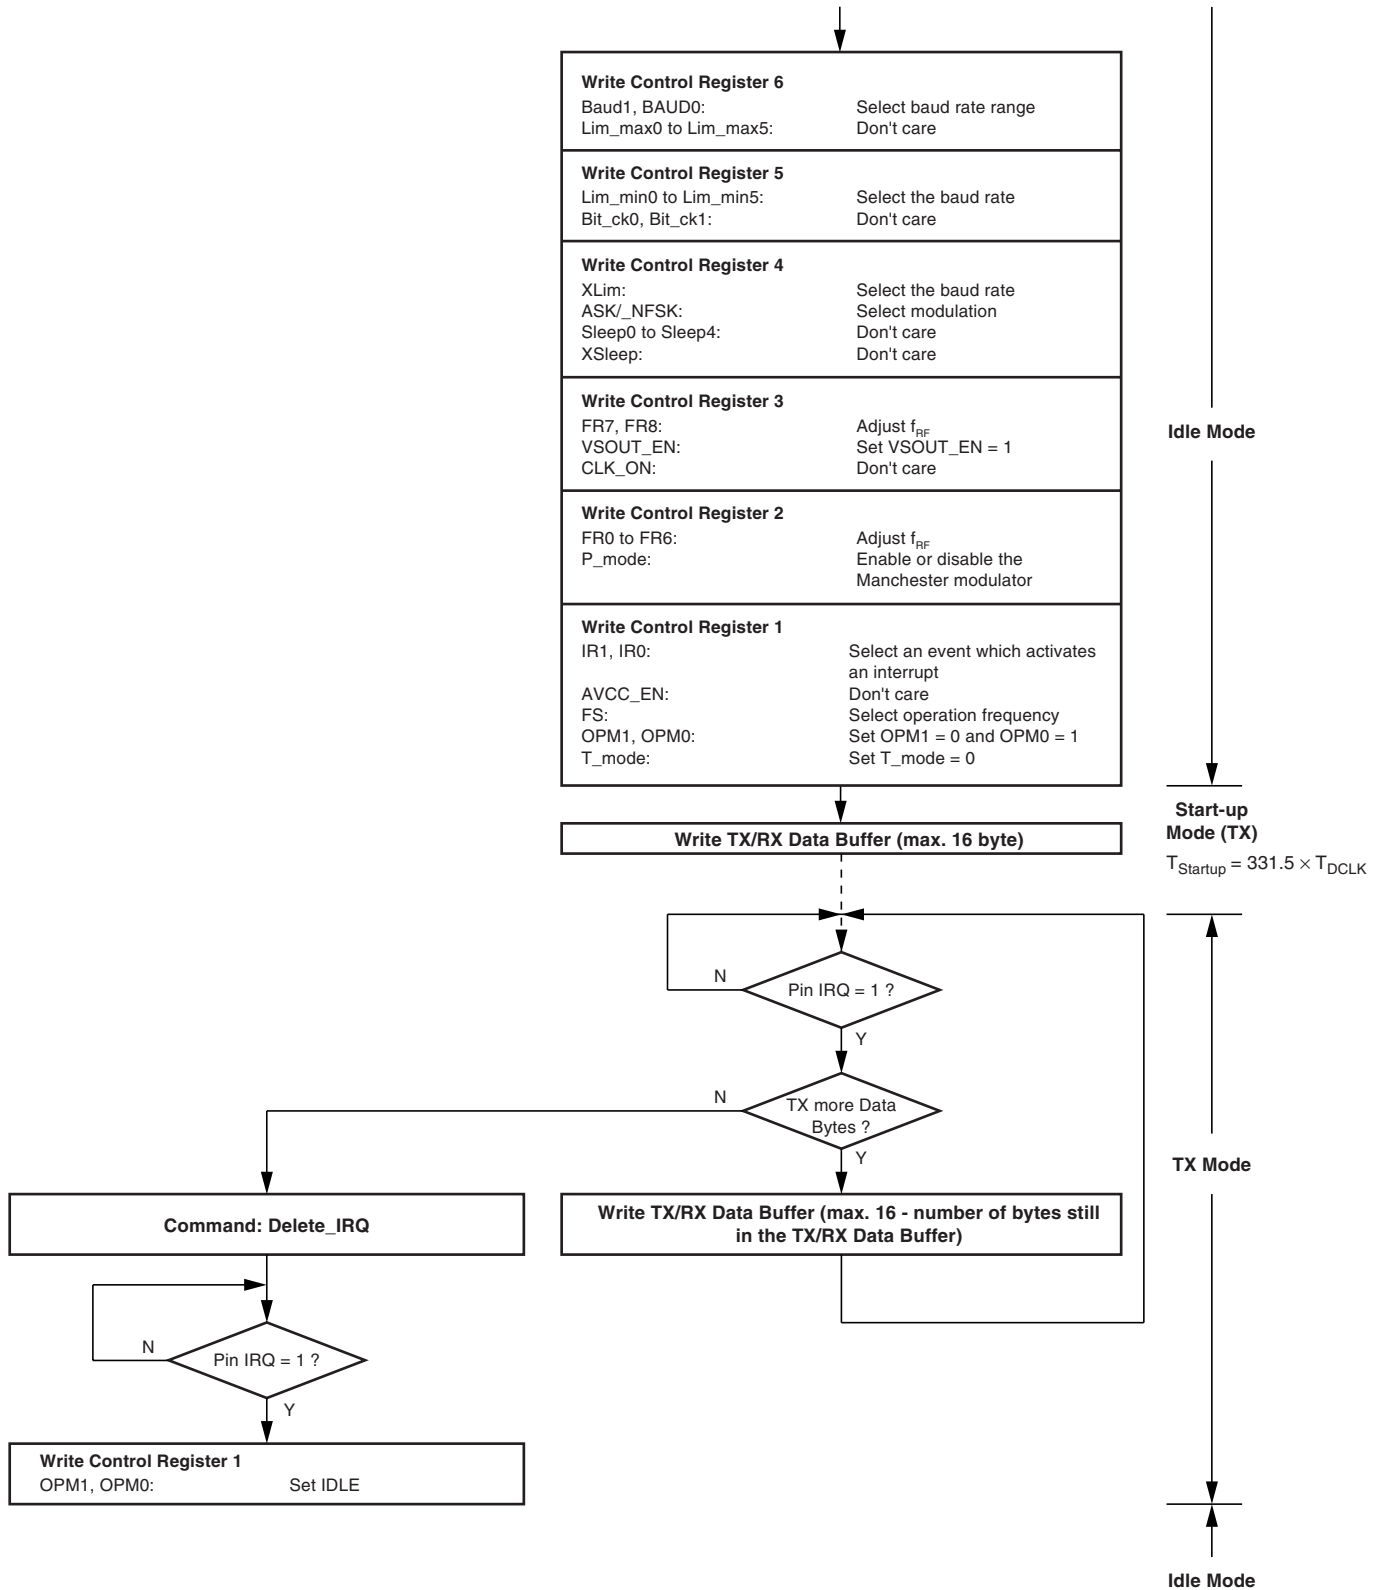 Write Control Register 6
Baud1, BAUD0: Select baud rate range
Lim_max0 to Lim_max5: Don't care
Write Control Register 5
Lim_min0 to Lim_min5: Select the baud rate
Bit_ck0, Bit_ck1: Don't care
Write Control Register 4
XLim: Select the baud rate
ASK/_NFSK: Select modulation
Sleep0 to Sleep4: Don't care
XSleep: Don't care
Write Control Register 3
FR7, FR8: Adjust fRF
VSOUT_EN: Set VSOUT_EN = 1
CLK_ON: Don't care
Idle Mode
Write Control Register 2
FR0 to FR6: Adjust fRF
P_mode: Enable or disable the
Manchester modulator
Write Control Register 1
IR1, IR0: Select an event which activates
an interrupt
AVCC_EN: Don't care
FS: Select operation frequency
OPM1, OPM0: Set OPM1 = 0 and OPM0 = 1
T_mode: Set T_mode = 0
Start-up
Mode (TX)
TStartup = 331.5 × TDCLK
Write TX/RX Data Buffer (max. 16 byte)
N
Pin IRQ = 1 ?
Y
N
TX more Data
Bytes ?
Y
TX Mode
Command: Delete_IRQ
Write TX/RX Data Buffer (max. 16 - number of bytes still
in the TX/RX Data Buffer)
N
Pin IRQ = 1 ?
Y
Write Control Register 1
OPM1, OPM0: Set IDLE
Idle Mode